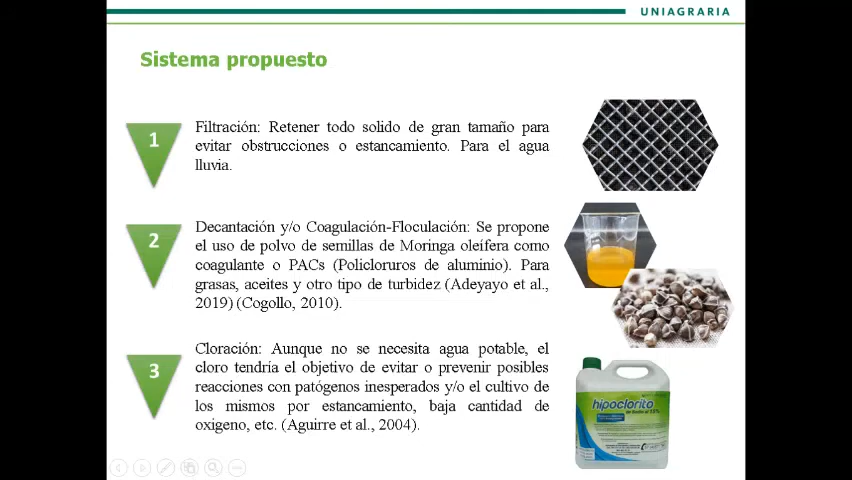 UNIAGRARIA
Sistema propuesto
1
Filtración: Retener todo solido de gran tamaño para
evitar obstrucciones o estancamiento. Para el agua
lluvia.
2
Decantación y/o Coagulación-Floculación: Se propone
el uso de polvo de semillas de Moringa oleífera como
coagulante o PACs (Policloruros de aluminio). Para
grasas, aceites y otro tipo de turbidez (Adeyayo et al.,
2019) (Cogollo, 2010).
3
Cloración: Aunque no se necesita agua potable, el
cloro tendría el objetivo de evitar o prevenir posibles
reacciones con patógenos inesperados y/o el cultivo de
los mismos por estancamiento, baja cantidad de
oxigeno, etc. (Aguirre et al., 2004).
hipoclorito